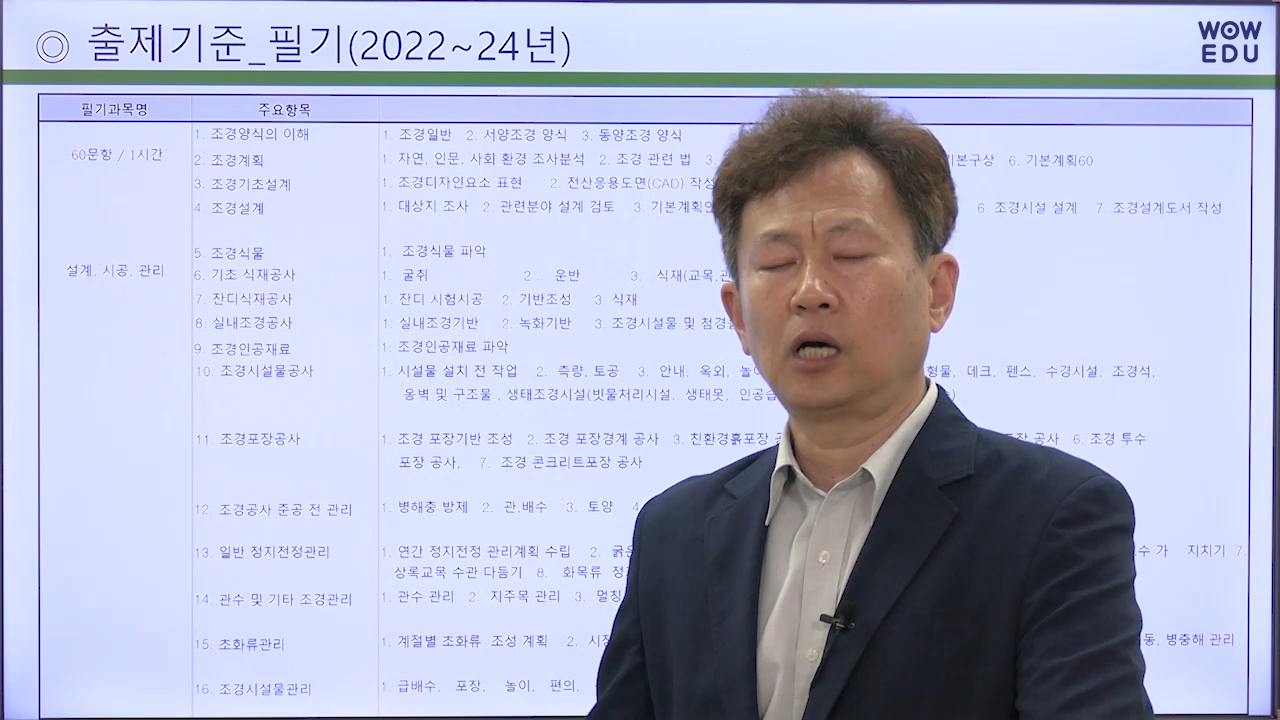 ◎ 출제기준_필기(2022~24년)
WOW
EDU
필기과목명 주요항목
60문항 / 1시간
설계, 시공, 관리
1. 조경양식의 이해 1. 조경일반 2. 서양조경 양식 3. 동양조경 양식
2. 조경계획 1. 자연, 인문, 사회 환경 조사분석 2. 조경 관련 법 3. 기본구상 6. 기본계획60
3. 조경기초설계 1. 조경디자인요소 표현 2. 전산응용도면(CAD) 작성
4. 조경설계 1. 대상지 조사 2. 관련분야 설계 검토 3. 6. 조경시설 설계 7. 조경설계도서 작성
5. 조경식물 1. 조경식물 파악
6. 기초 식재공사 1. 굴취 2. 운반 3. 식재(교목,
7. 잔디식재공사 1. 잔디 시험시공 2. 기반조성 3. 식재
8. 실내조경공사 1. 실내조경기반 2. 녹화기반 3. 조경시설물 및
9. 조경인공재료 1. 조경인공재료 파악
10. 조경시설물공사 1. 시설물 설치 전 작업 2. 측량, 토공 3. 안내, 옥외, 데크, 펜스, 수경시설, 조경석,
옹벽 및 구조물, 생태조경시설(빗물처리시설, 생태못,
11. 조경포장공사 1. 조경 포장기반 조성 2. 조경 포장경계 공사 3. 친환경흙포장 공사 6. 조경 투수
포장 공사, 7. 조경 콘크리트포장 공사
12. 조경공사 준공 전 관리 1. 병해충 방제 2. 관,배수 3. 토양
13. 일반 정지전정관리 1. 연간 정지전정 관리계획 수립 2. 가 지치기 7.
상록교목 수관 다듬기 8. 화목류
14. 관수 및 기타 조경관리 1. 관수 관리 2. 지주목 관리 3. 멀칭
15. 초화류관리 1. 계절별 초화류 조성 계획 2. 병충해 관리
16. 조경시설물관리 1. 급배수, 포장, 놀이, 편의,